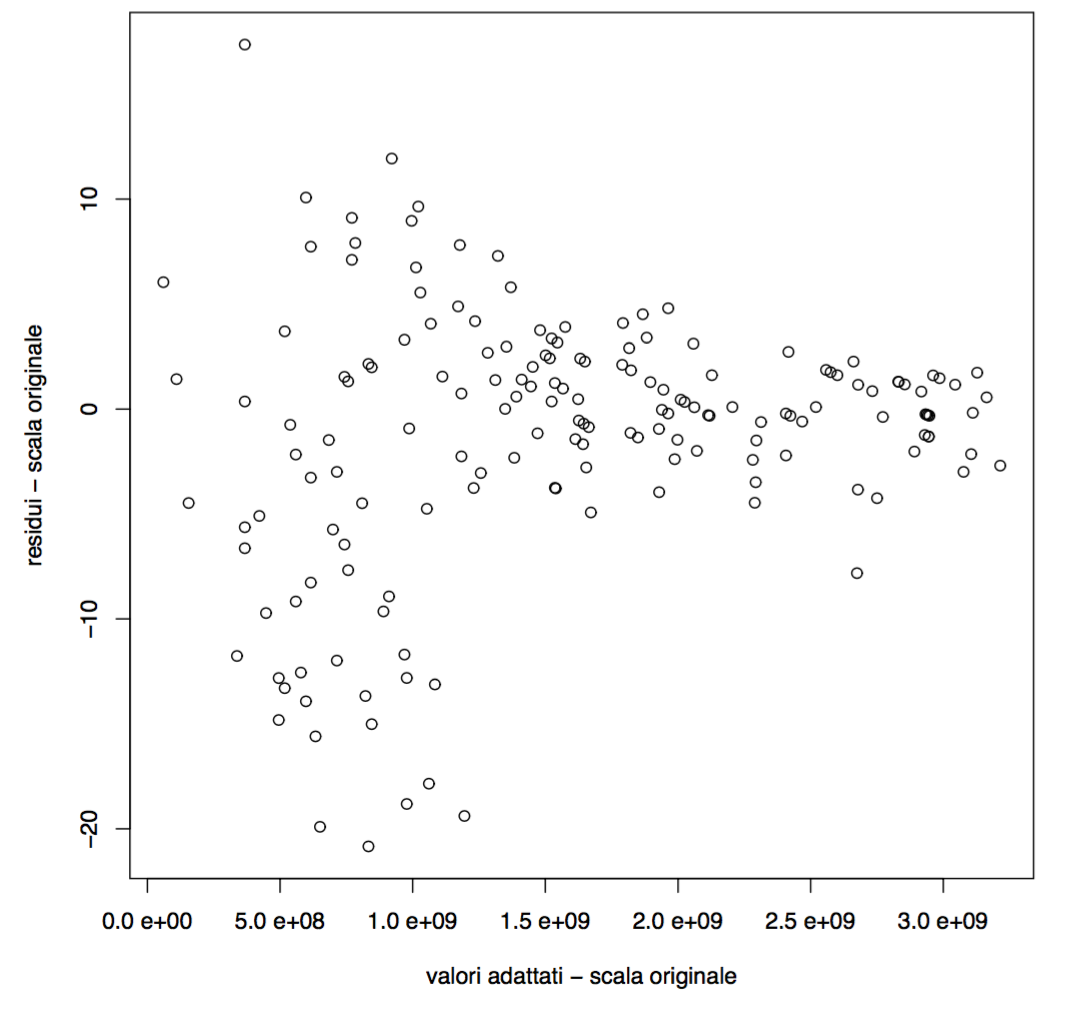 10
0
−10
−20
residui − scala originale
0.0 e+00 5.0 e+08 1.0 e+09 1.5 e+09 2.0 e+09 2.5 e+09 3.0 e+09
valori adattati − scala originale